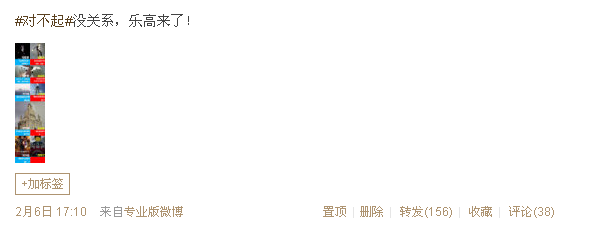 #对不起#没关系，乐高来了！
+加标签
2月6日 17:10 来自专业版微博 置顶 | 删除 | 转发(156) | 收藏 | 评论(38)